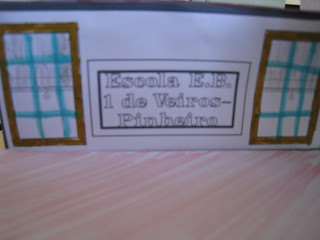 Escola E.B.
1 de Veiros-
Pinheiro